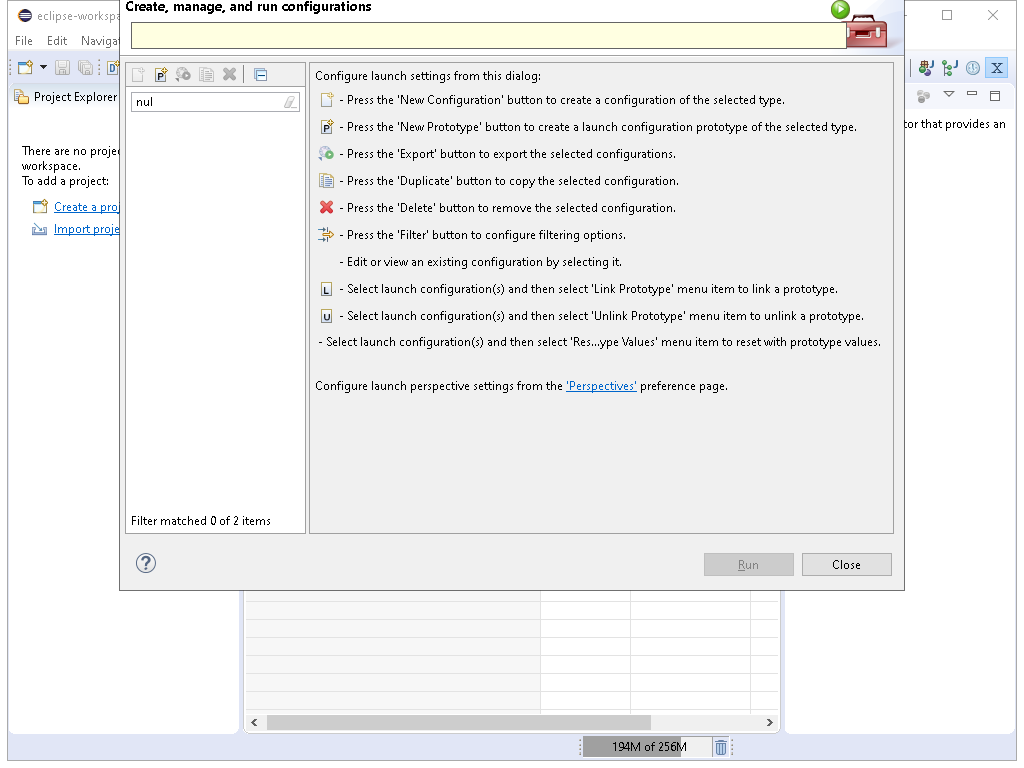 Create, manage, and run configurations
eclipse-workspa
File Edit Naviga
Project Explorer
There are no projec
workspace.
To add a project:
Create a proj
Import proje
nul
Filter matched 0 of 2 items
Configure launch settings from this dialog:
- Press the 'New Configuration' button to create a configuration of the selected type.
- Press the 'New Prototype' button to create a launch configuration prototype of the selected type.
- Press the 'Export' button to export the selected configurations.
- Press the 'Duplicate' button to copy the selected configuration.
- Press the 'Delete' button to remove the selected configuration.
- Press the 'Filter' button to configure filtering options.
- Edit or view an existing configuration by selecting it.
L - Select launch configuration(s) and then select 'Link Prototype' menu item to link a prototype.
U - Select launch configuration(s) and then select 'Unlink Prototype' menu item to unlink a prototype.
- Select launch configuration(s) and then select 'Res...ype Values' menu item to reset with prototype values.
Configure launch perspective settings from the 'Perspectives' preference page.
tor that provides an
Run
Close
194M of 256M